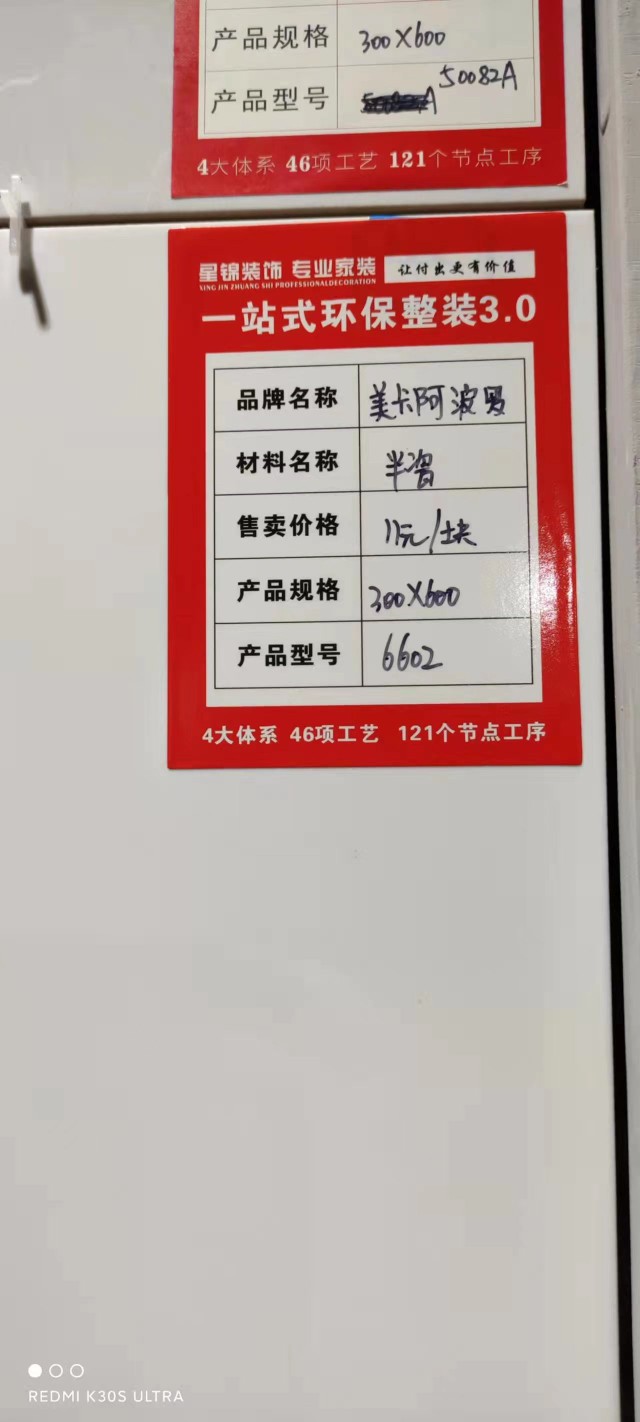 产品规格 300X600
产品型号 50082A
4大体系 46项工艺 121个节点工序
星锦装饰 专业家装 让付出更有价值
XING JIN ZHUANG SHI PROFESSIONALDECORATION
一站式环保整装3.0
品牌名称 美卡阿波罗
材料名称 半瓷
售卖价格 11元/块
产品规格 300X600
产品型号 6602
4大体系 46项工艺 121个节点工序
REDMI K30S ULTRA